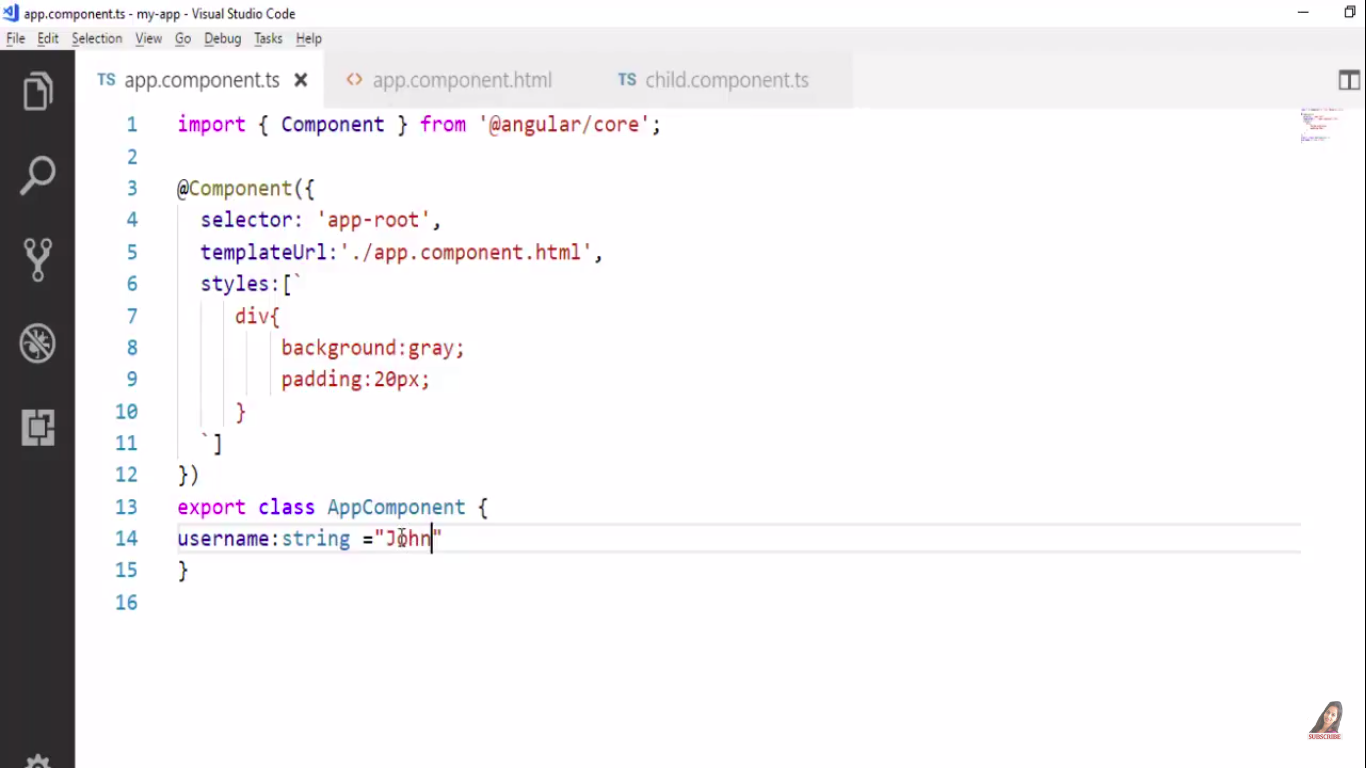 app.component.ts - my-app - Visual Studio Code
File Edit Selection View Go Debug Tasks Help
TS app.component.ts <> app.component.html TS child.component.ts
1 import { Component } from '@angular/core';
2
3 @Component({
4 selector: 'app-root',
5 templateUrl:'./app.component.html',
6 styles:[`
7 div{
8 background:gray;
9 padding:20px;
10 }
11 `]
12 })
13 export class AppComponent {
14 username:string ="John"
15 }
16
SUBSCRIBE